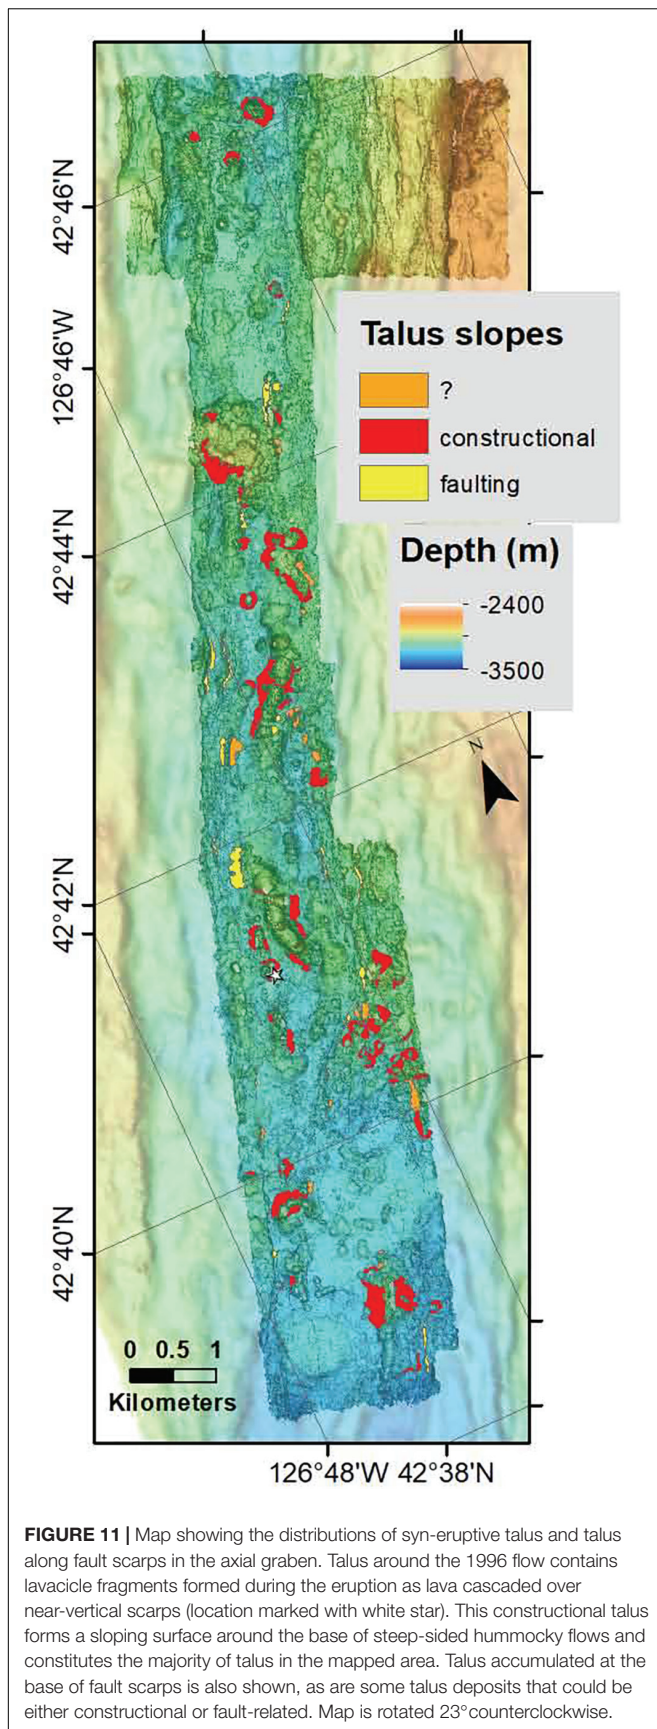 42°46'N
126°46'W
Talus slopes
?
constructional
faulting
42°44'N
Depth (m)
-2400
-3500
N
42°42'N
42°40'N
0 0.5 1
Kilometers
126°48'W 42°38'N
FIGURE 11 | Map showing the distributions of syn-eruptive talus and talus
along fault scarps in the axial graben. Talus around the 1996 flow contains
lavacicle fragments formed during the eruption as lava cascaded over
near-vertical scarps (location marked with white star). This constructional talus
forms a sloping surface around the base of steep-sided hummocky flows and
constitutes the majority of talus in the mapped area. Talus accumulated at the
base of fault scarps is also shown, as are some talus deposits that could be
either constructional or fault-related. Map is rotated 23°counterclockwise.